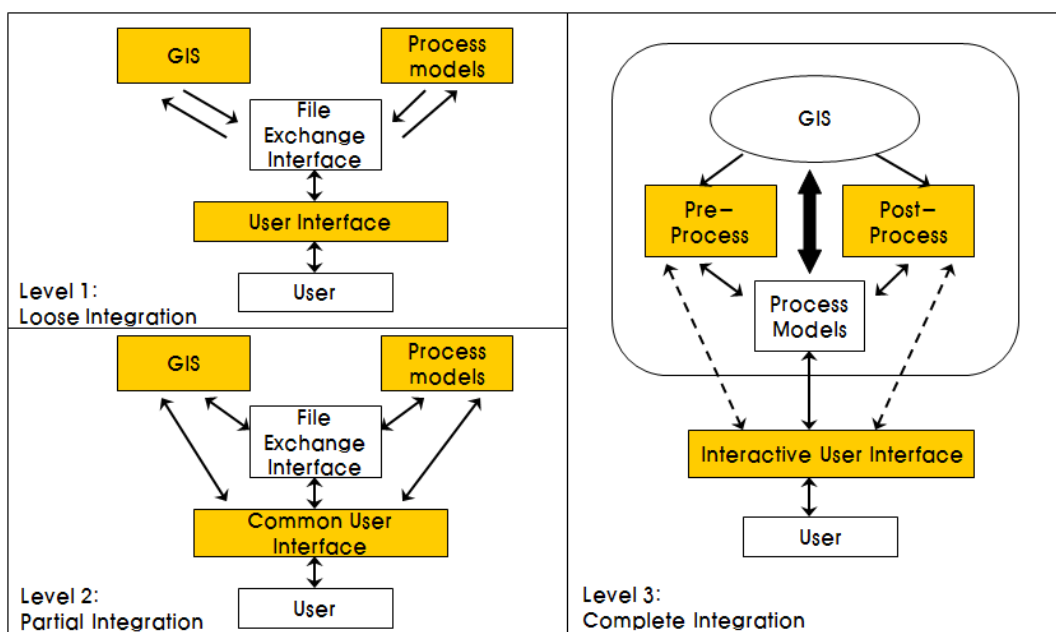 GIS
Process
models
File
Exchange
Interface
User Interface
User
Level 1:
Loose Integration
GIS
Process
models
File
Exchange
Interface
Common User
Interface
User
Level 2:
Partial Integration
GIS
Pre-
Process
Post-
Process
Process
Models
Interactive User Interface
User
Level 3:
Complete Integration